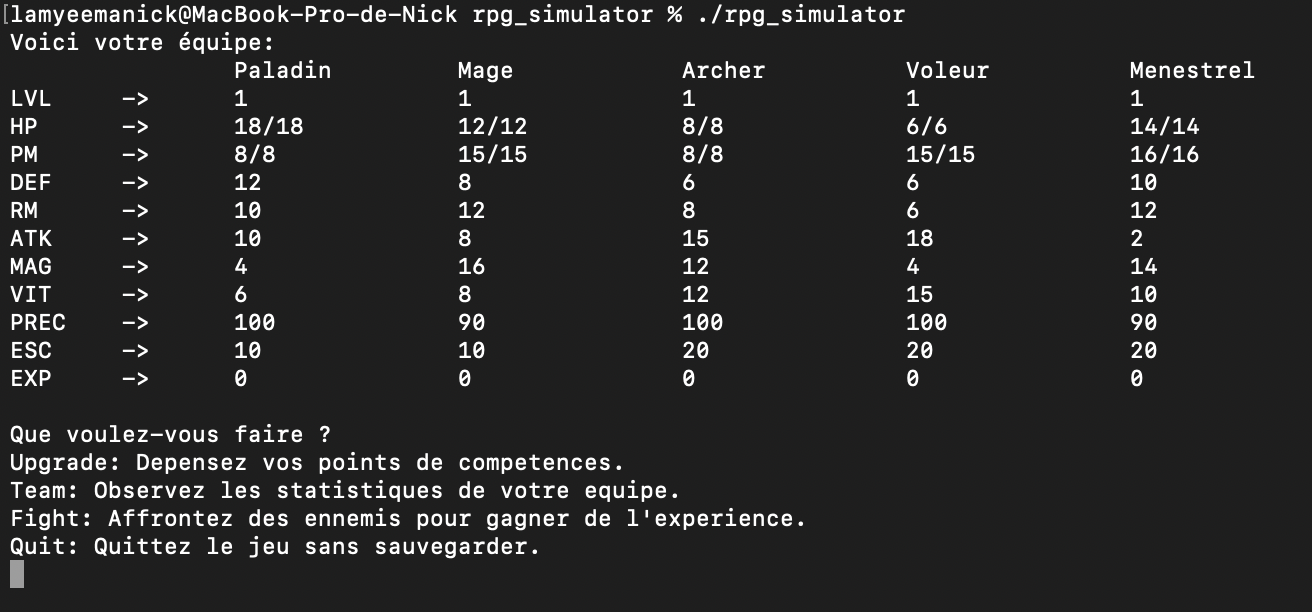 [lamyeemanick@MacBook-Pro-de-Nick rpg_simulator % ./rpg_simulator
Voici votre équipe:
Paladin Mage Archer Voleur Menestrel
LVL -> 1 1 1 1 1
HP -> 18/18 12/12 8/8 6/6 14/14
PM -> 8/8 15/15 8/8 15/15 16/16
DEF -> 12 8 6 6 10
RM -> 10 12 8 6 12
ATK -> 10 8 15 18 2
MAG -> 4 16 12 4 14
VIT -> 6 8 12 15 10
PREC -> 100 90 100 100 90
ESC -> 10 10 20 20 20
EXP -> 0 0 0 0 0
Que voulez-vous faire ?
Upgrade: Depensez vos points de competences.
Team: Observez les statistiques de votre equipe.
Fight: Affrontez des ennemis pour gagner de l'experience.
Quit: Quittez le jeu sans sauvegarder.